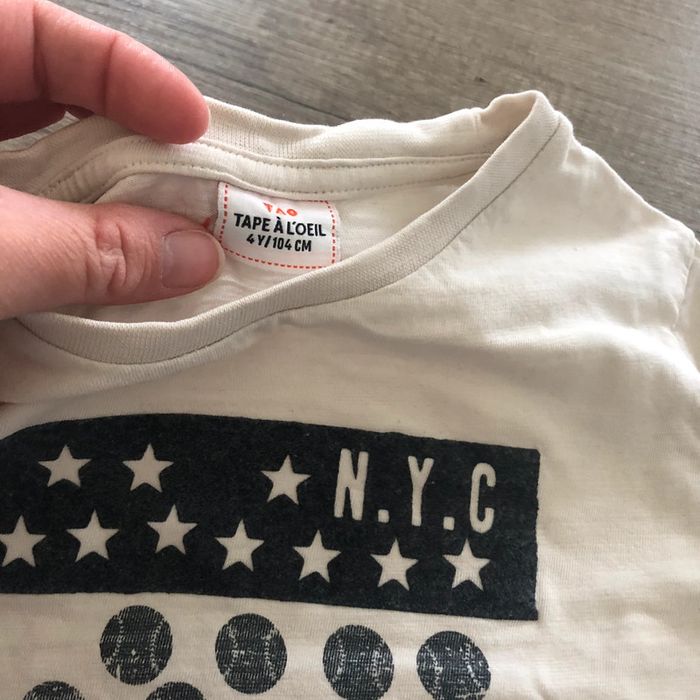 TAO
TAPE À L'OEIL
4 Y/104 CM
N.Y.C